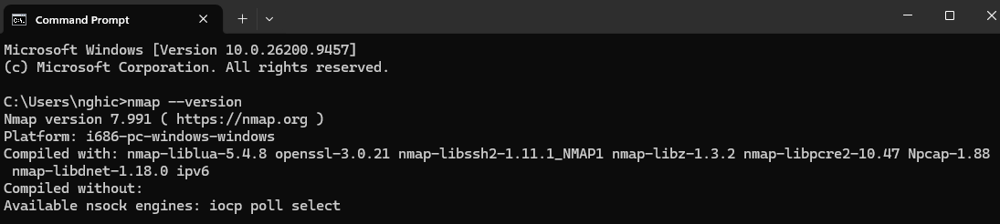 Command Prompt
Microsoft Windows [Version 10.0.26200.9457]
(c) Microsoft Corporation. All rights reserved.
C:\Users\nghic>nmap --version
Nmap version 7.991 ( https://nmap.org )
Platform: i686-pc-windows-windows
Compiled with: nmap-liblua-5.4.8 openssl-3.0.21 nmap-libssh2-1.11.1_NMAP1 nmap-libz-1.3.2 nmap-libpcre2-10.47 Npcap-1.88
 nmap-libdnet-1.18.0 ipv6
Compiled without:
Available nsock engines: iocp poll select